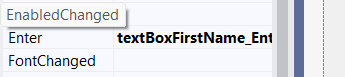 EnabledChanged
Enter textBoxFirstName_Ent
FontChanged